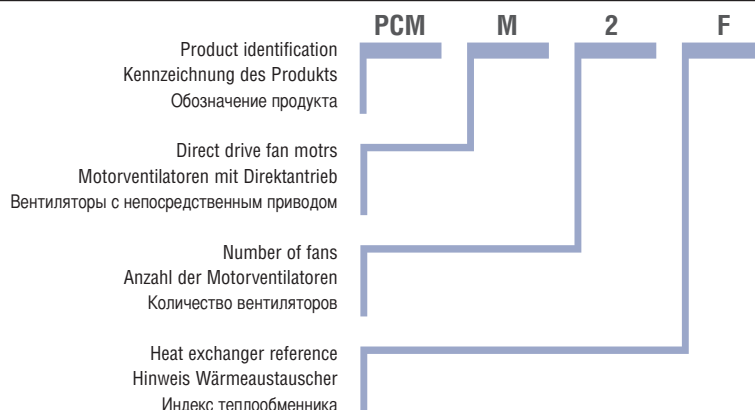 PCM M 2 F
Product identification
Kennzeichnung des Produkts
Обозначение продукта
Direct drive fan motrs
Motorventilatoren mit Direktantrieb
Вентиляторы с непосредственным приводом
Number of fans
Anzahl der Motorventilatoren
Количество вентиляторов
Heat exchanger reference
Hinweis Wärmeaustauscher
Индекс теплообменника